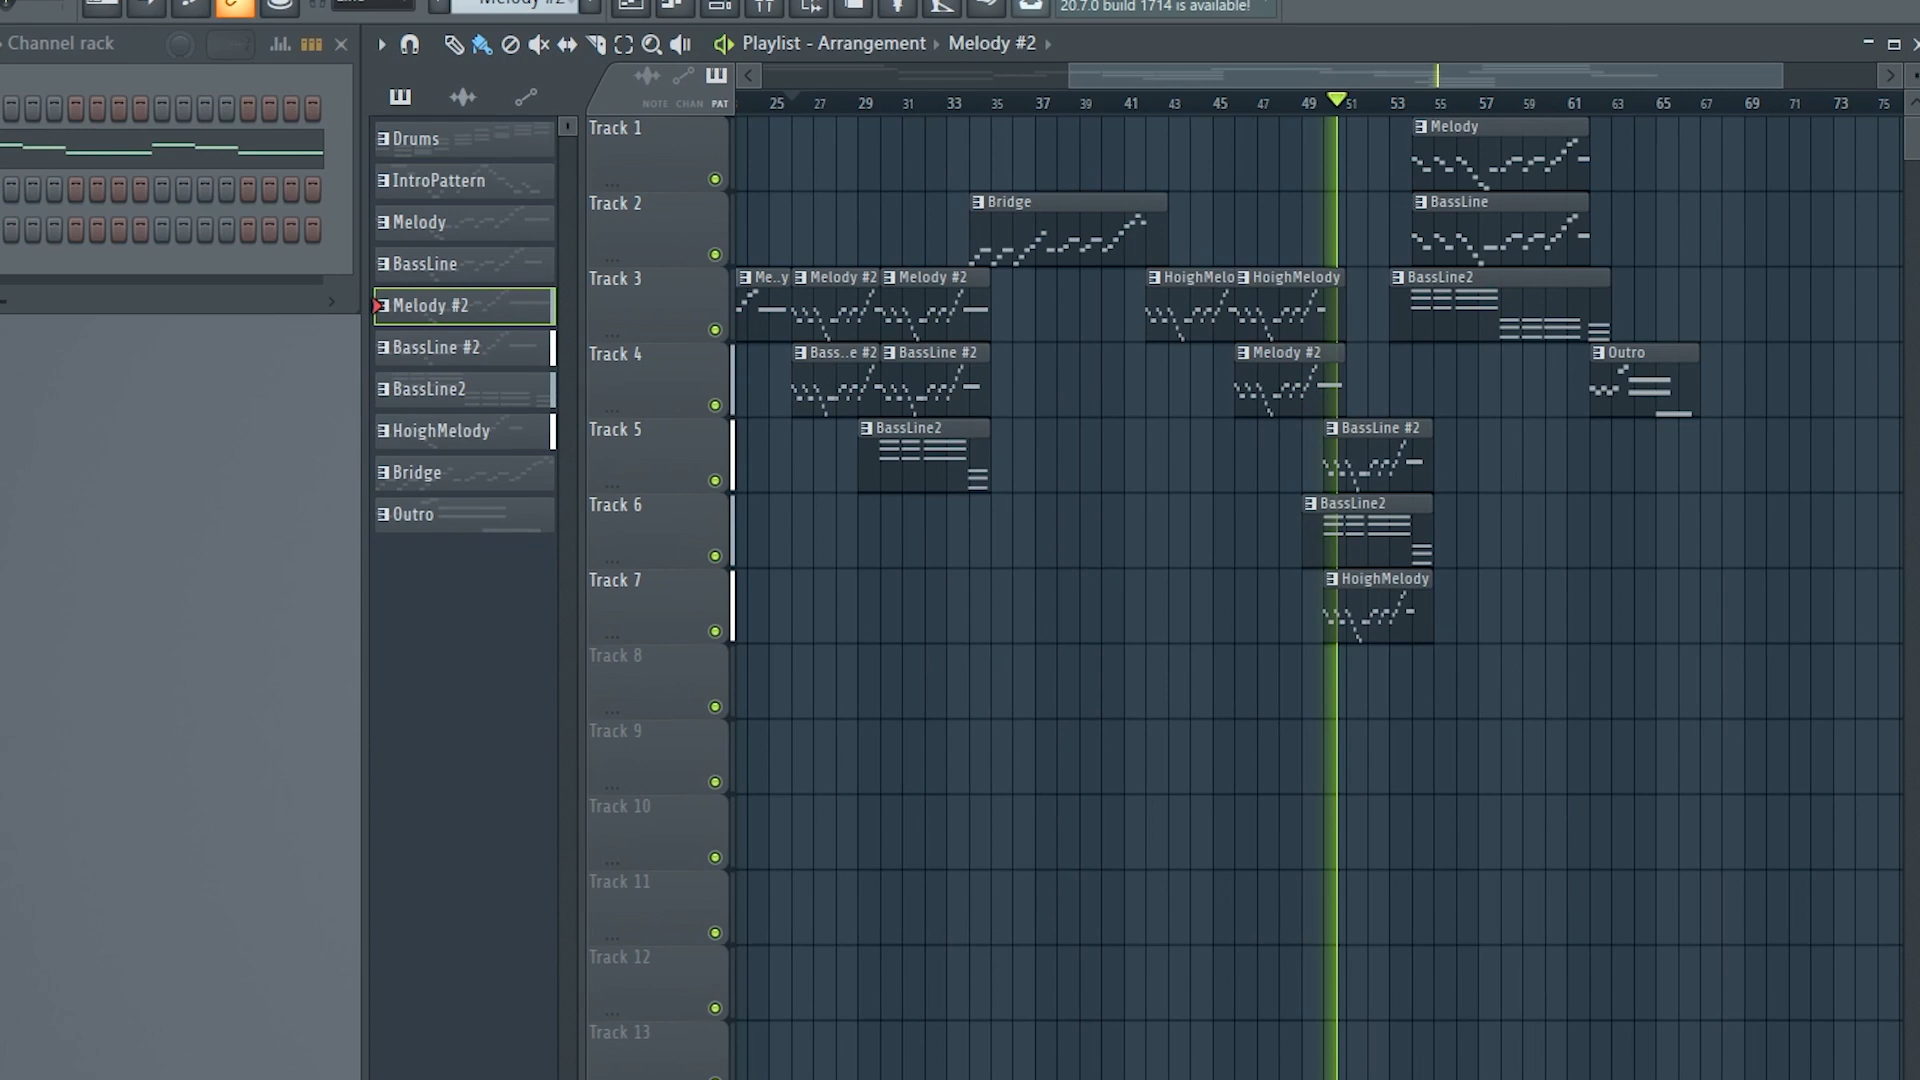 Melody #2
20.7.0 build 1714 is available!
Channel rack
Playlist - Arrangement › Melody #2 ›
NOTE CHAN PAT
25 27 29 31 33 35 37 39 41 43 45 47 49 51 53 55 57 59 61 63 65 67 69 71 73 75
Drums
IntroPattern
Melody
BassLine
Melody #2
BassLine #2
BassLine2
HoighMelody
Bridge
Outro
Track 1
Melody
Track 2
Bridge
BassLine
Track 3
Me..y
Melody #2
Melody #2
HoighMelo
HoighMelody
BassLine2
Track 4
Bass..e #2
BassLine #2
Melody #2
Outro
Track 5
BassLine2
BassLine #2
Track 6
BassLine2
Track 7
HoighMelody
Track 8
Track 9
Track 10
Track 11
Track 12
Track 13